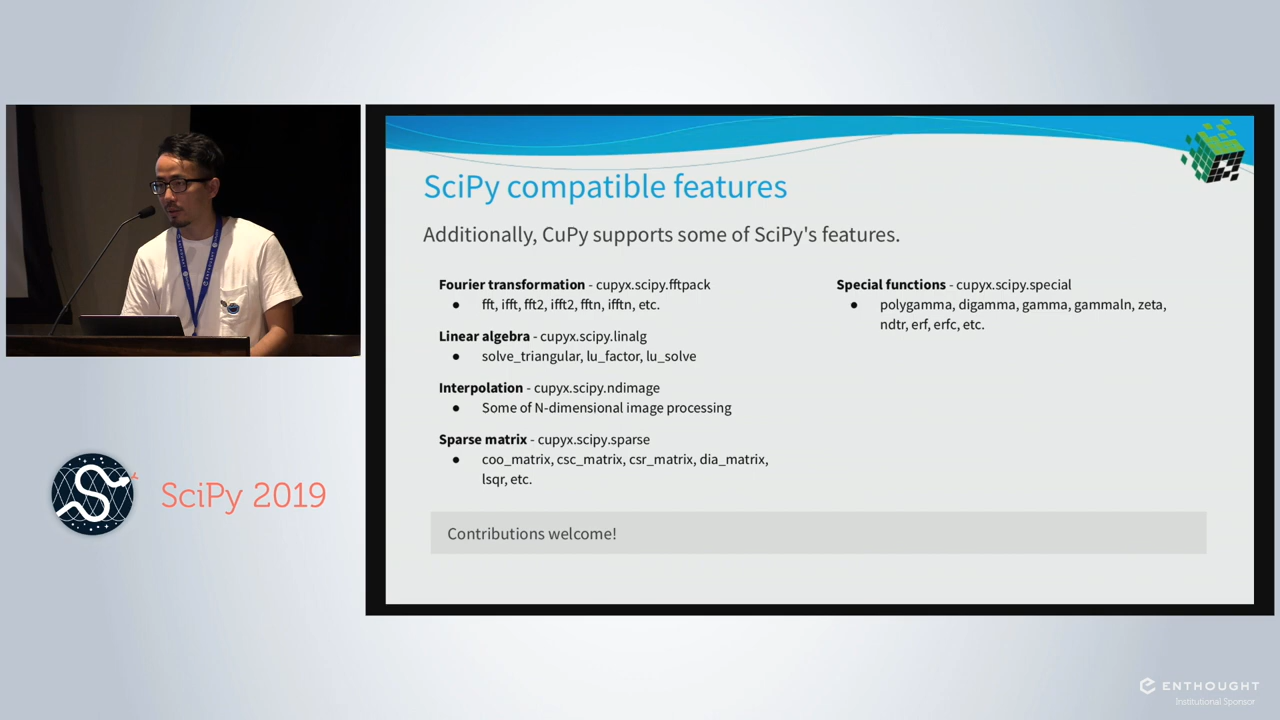 SciPy compatible features
Additionally, CuPy supports some of SciPy's features.
Fourier transformation - cupyx.scipy.fftpack
● fft, ifft, fft2, ifft2, fftn, ifftn, etc.
Linear algebra - cupyx.scipy.linalg
● solve_triangular, lu_factor, lu_solve
Interpolation - cupyx.scipy.ndimage
● Some of N-dimensional image processing
Sparse matrix - cupyx.scipy.sparse
● coo_matrix, csc_matrix, csr_matrix, dia_matrix,
lsqr, etc.
Special functions - cupyx.scipy.special
● polygamma, digamma, gamma, gammaln, zeta,
ndtr, erf, erfc, etc.
Contributions welcome!
SciPy 2019
ENTHOUGHT
Institutional Sponsor